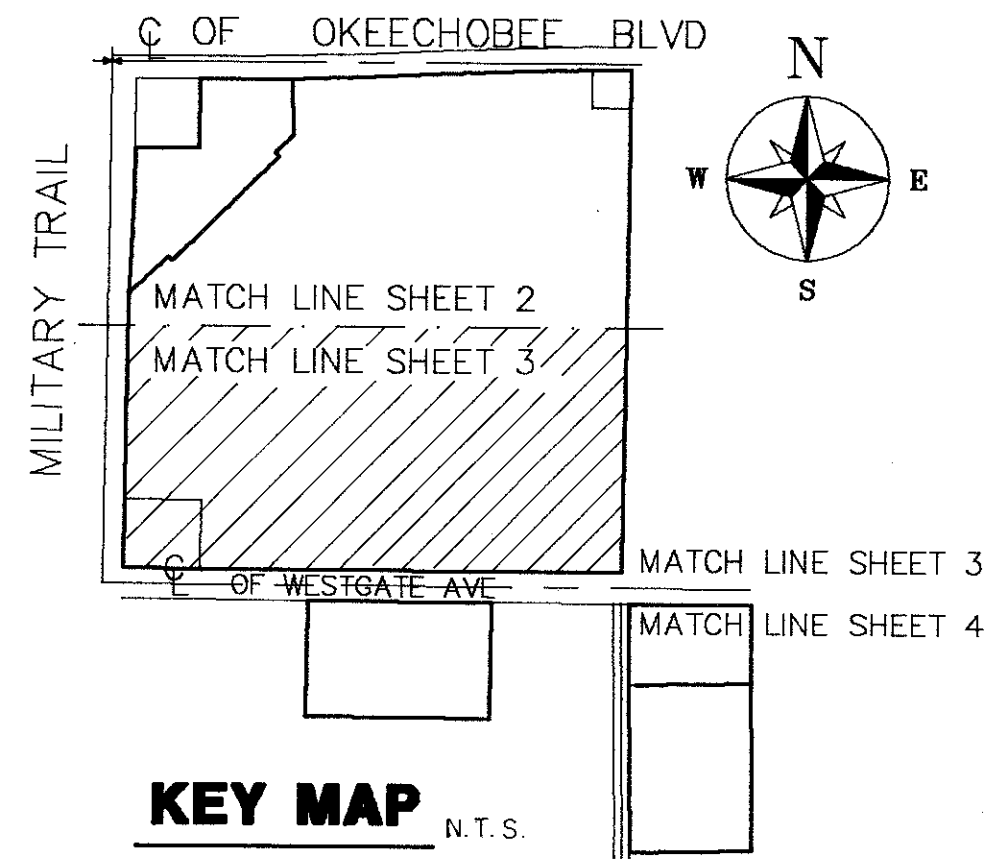 ℄ OF OKEECHOBEE BLVD
N
W E
S
MILITARY TRAIL
MATCH LINE SHEET 2
MATCH LINE SHEET 3
MATCH LINE SHEET 3
℄ OF WESTGATE AVE
MATCH LINE SHEET 4
KEY MAP N.T.S.